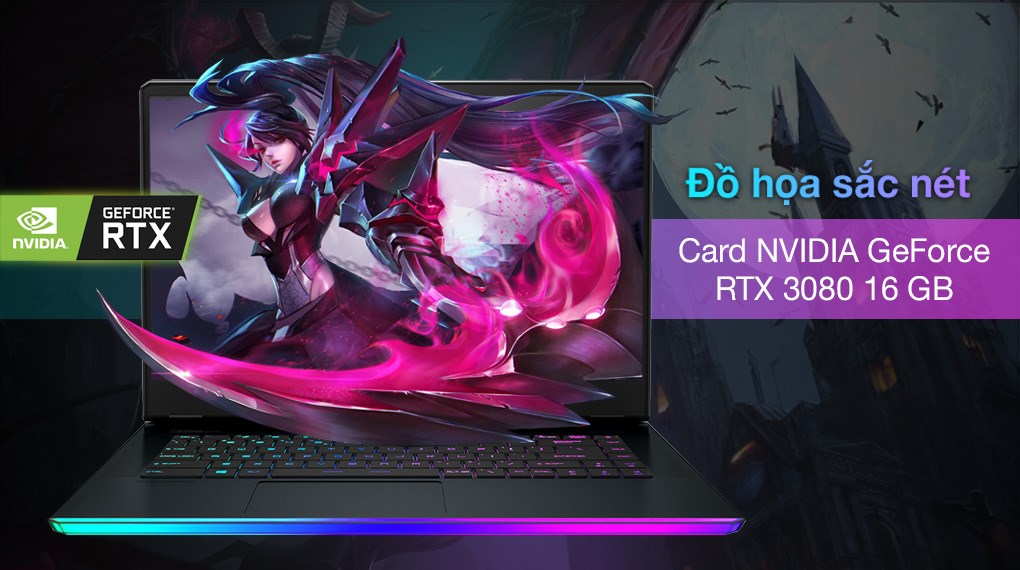 Đồ họa sắc nét
NVIDIA.
GEFORCE®
RTX
Card NVIDIA GeForce
RTX 3080 16 GB